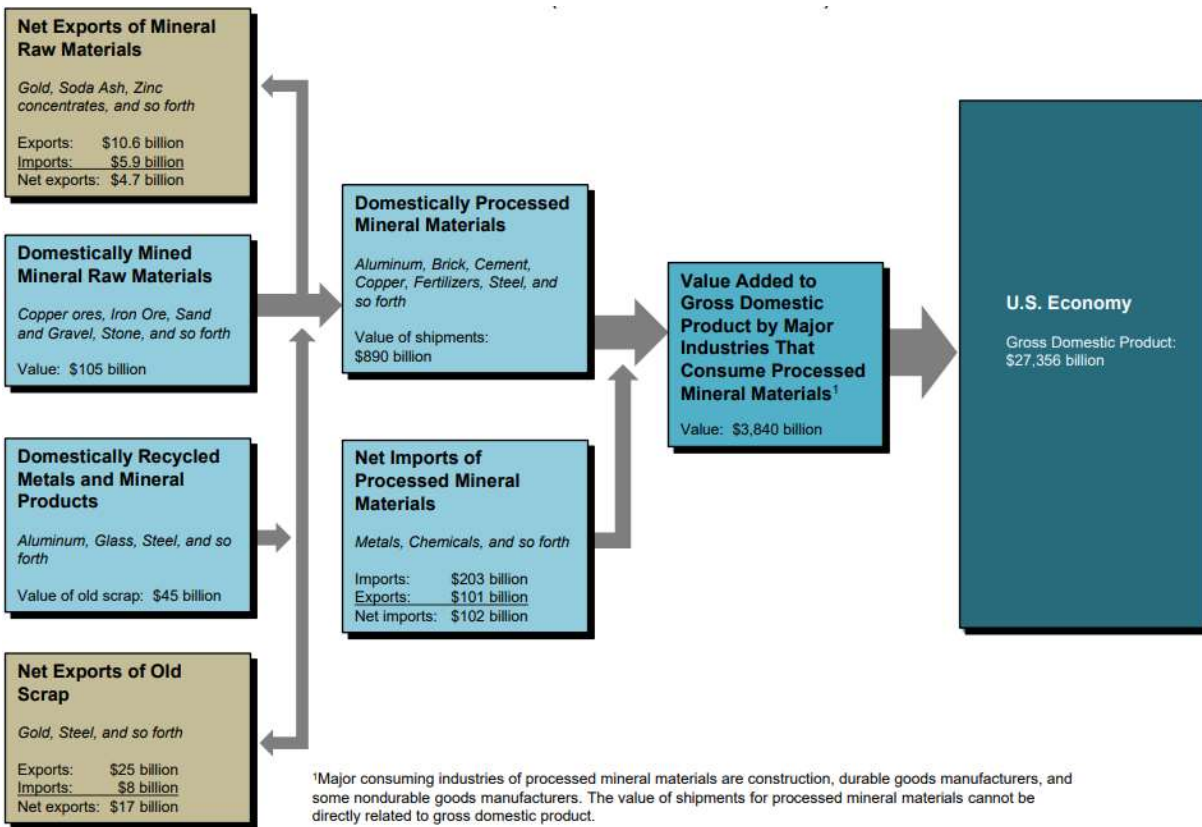 Net Exports of Mineral
Raw Materials
Gold, Soda Ash, Zinc
concentrates, and so forth
Exports: $10.6 billion
Imports: $5.9 billion
Net exports: $4.7 billion
Domestically Mined
Mineral Raw Materials
Copper ores, Iron Ore, Sand
and Gravel, Stone, and so forth
Value: $105 billion
Domestically Recycled
Metals and Mineral
Products
Aluminum, Glass, Steel, and so
forth
Value of old scrap: $45 billion
Net Exports of Old
Scrap
Gold, Steel, and so forth
Exports: $25 billion
Imports: $8 billion
Net exports: $17 billion
Domestically Processed
Mineral Materials
Aluminum, Brick, Cement,
Copper, Fertilizers, Steel, and
so forth
Value of shipments:
$890 billion
Net Imports of
Processed Mineral
Materials
Metals, Chemicals, and so forth
Imports: $203 billion
Exports: $101 billion
Net imports: $102 billion
Value Added to
Gross Domestic
Product by Major
Industries That
Consume Processed
Mineral Materials¹
Value: $3,840 billion
U.S. Economy
Gross Domestic Product:
$27,356 billion
¹Major consuming industries of processed mineral materials are construction, durable goods manufacturers, and
some nondurable goods manufacturers. The value of shipments for processed mineral materials cannot be
directly related to gross domestic product.